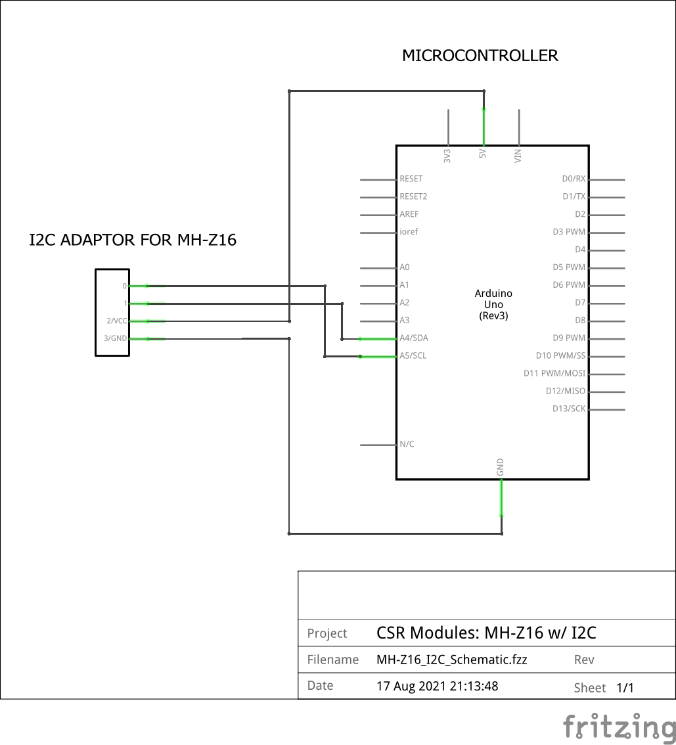 MICROCONTROLLER
3V3
5V
VIN
RESET
RESET2
AREF
ioref
A0
A1
A2
A3
A4/SDA
A5/SCL
N/C
Arduino
Uno
(Rev3)
D0/RX
D1/TX
D2
D3 PWM
D4
D5 PWM
D6 PWM
D7
D8
D9 PWM
D10 PWM/SS
D11 PWM/MOSI
D12/MISO
D13/SCK
GND
I2C ADAPTOR FOR MH-Z16
0
1
2/VCC
3/GND
Project CSR Modules: MH-Z16 w/ I2C
Filename MH-Z16_I2C_Schematic.fzz Rev
Date 17 Aug 2021 21:13:48 Sheet 1/1
fritzing